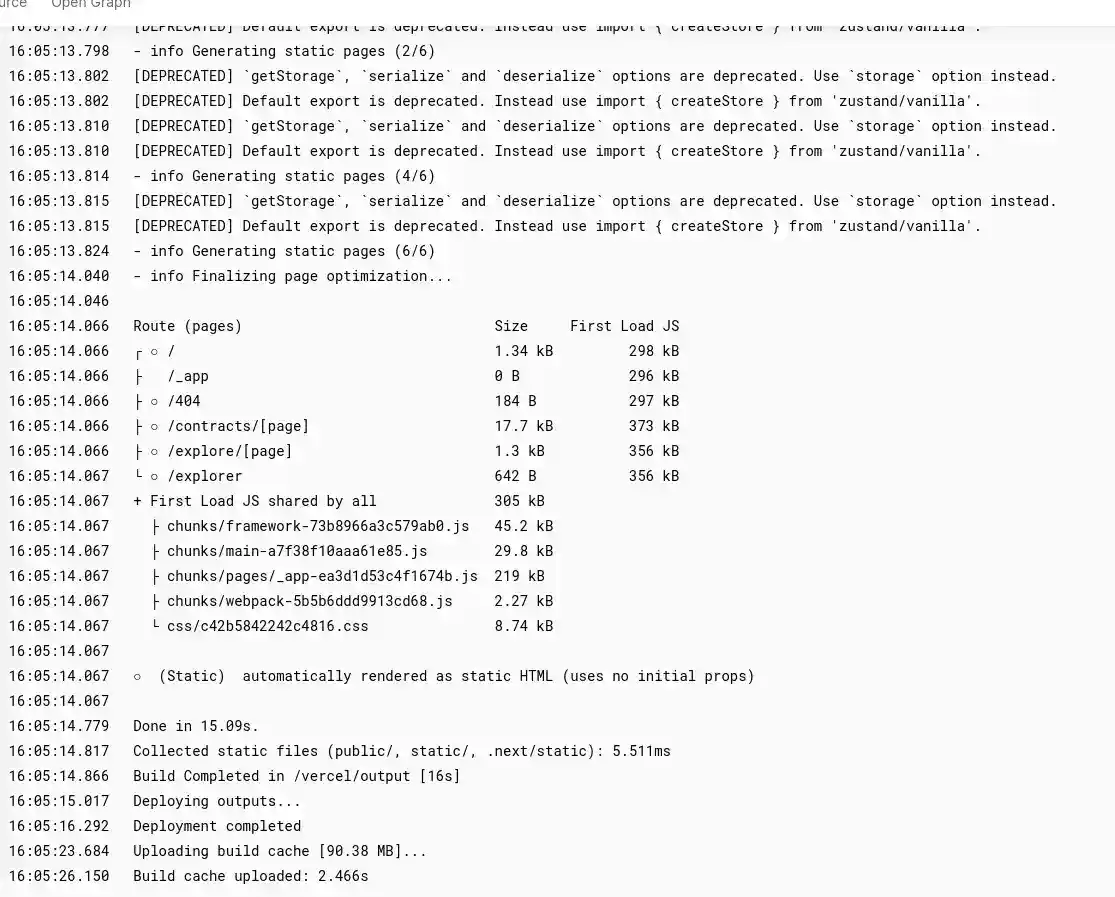 urce Open Graph
16:05:13.777 [DEPRECATED] Default export is deprecated. Instead use import { createStore } from 'zustand/vanilla'.
16:05:13.798 - info Generating static pages (2/6)
16:05:13.802 [DEPRECATED] `getStorage`, `serialize` and `deserialize` options are deprecated. Use `storage` option instead.
16:05:13.802 [DEPRECATED] Default export is deprecated. Instead use import { createStore } from 'zustand/vanilla'.
16:05:13.810 [DEPRECATED] `getStorage`, `serialize` and `deserialize` options are deprecated. Use `storage` option instead.
16:05:13.810 [DEPRECATED] Default export is deprecated. Instead use import { createStore } from 'zustand/vanilla'.
16:05:13.814 - info Generating static pages (4/6)
16:05:13.815 [DEPRECATED] `getStorage`, `serialize` and `deserialize` options are deprecated. Use `storage` option instead.
16:05:13.815 [DEPRECATED] Default export is deprecated. Instead use import { createStore } from 'zustand/vanilla'.
16:05:13.824 - info Generating static pages (6/6)
16:05:14.040 - info Finalizing page optimization...
16:05:14.046
16:05:14.066 Route (pages) Size First Load JS
16:05:14.066 ┌ ○ / 1.34 kB 298 kB
16:05:14.066 ├ /_app 0 B 296 kB
16:05:14.066 ├ ○ /404 184 B 297 kB
16:05:14.066 ├ ○ /contracts/[page] 17.7 kB 373 kB
16:05:14.066 ├ ○ /explore/[page] 1.3 kB 356 kB
16:05:14.067 └ ○ /explorer 642 B 356 kB
16:05:14.067 + First Load JS shared by all 305 kB
16:05:14.067 ├ chunks/framework-73b8966a3c579ab0.js 45.2 kB
16:05:14.067 ├ chunks/main-a7f38f10aaa61e85.js 29.8 kB
16:05:14.067 ├ chunks/pages/_app-ea3d1d53c4f1674b.js 219 kB
16:05:14.067 ├ chunks/webpack-5b5b6ddd9913cd68.js 2.27 kB
16:05:14.067 └ css/c42b5842242c4816.css 8.74 kB
16:05:14.067
16:05:14.067 ○ (Static) automatically rendered as static HTML (uses no initial props)
16:05:14.067
16:05:14.779 Done in 15.09s.
16:05:14.817 Collected static files (public/, static/, .next/static): 5.511ms
16:05:14.866 Build Completed in /vercel/output [16s]
16:05:15.017 Deploying outputs...
16:05:16.292 Deployment completed
16:05:23.684 Uploading build cache [90.38 MB]...
16:05:26.150 Build cache uploaded: 2.466s